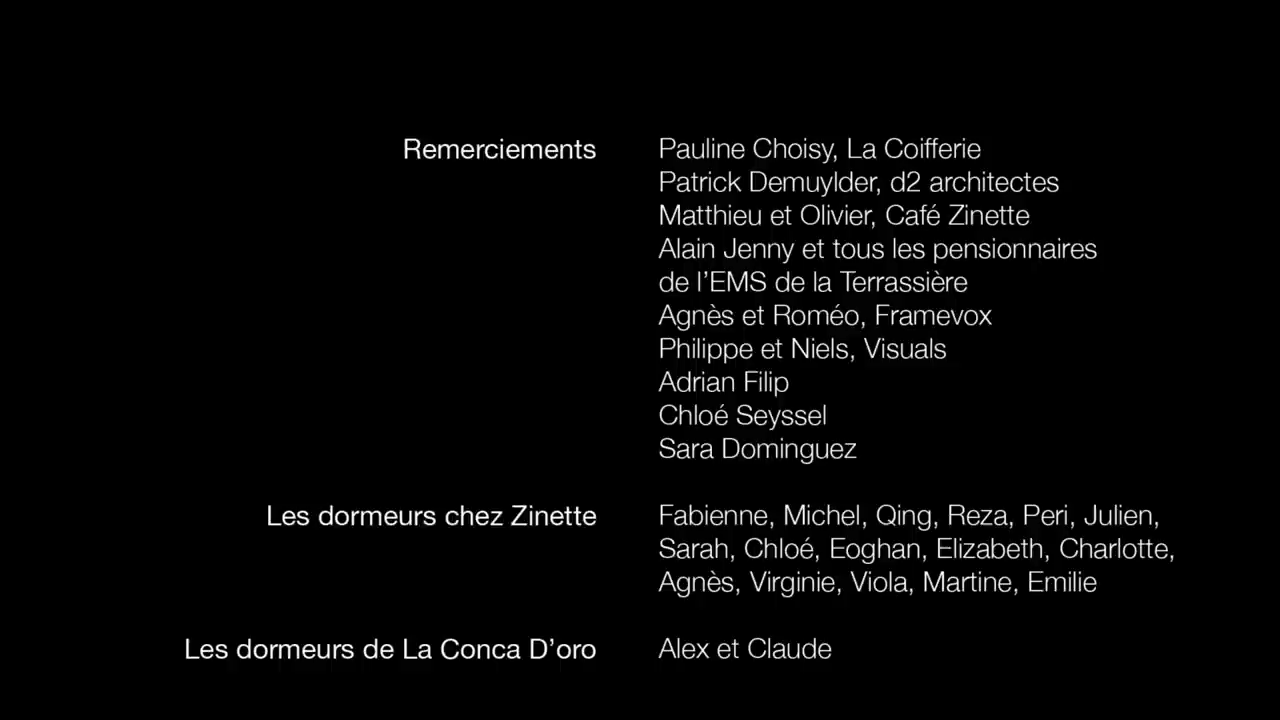 Remerciements Pauline Choisy, La Coifferie
Patrick Demuylder, d2 architectes
Matthieu et Olivier, Café Zinette
Alain Jenny et tous les pensionnaires
de l’EMS de la Terrassière
Agnès et Roméo, Framevox
Philippe et Niels, Visuals
Adrian Filip
Chloé Seyssel
Sara Dominguez
Les dormeurs chez Zinette Fabienne, Michel, Qing, Reza, Peri, Julien,
Sarah, Chloé, Eoghan, Elizabeth, Charlotte,
Agnès, Virginie, Viola, Martine, Emilie
Les dormeurs de La Conca D’oro Alex et Claude